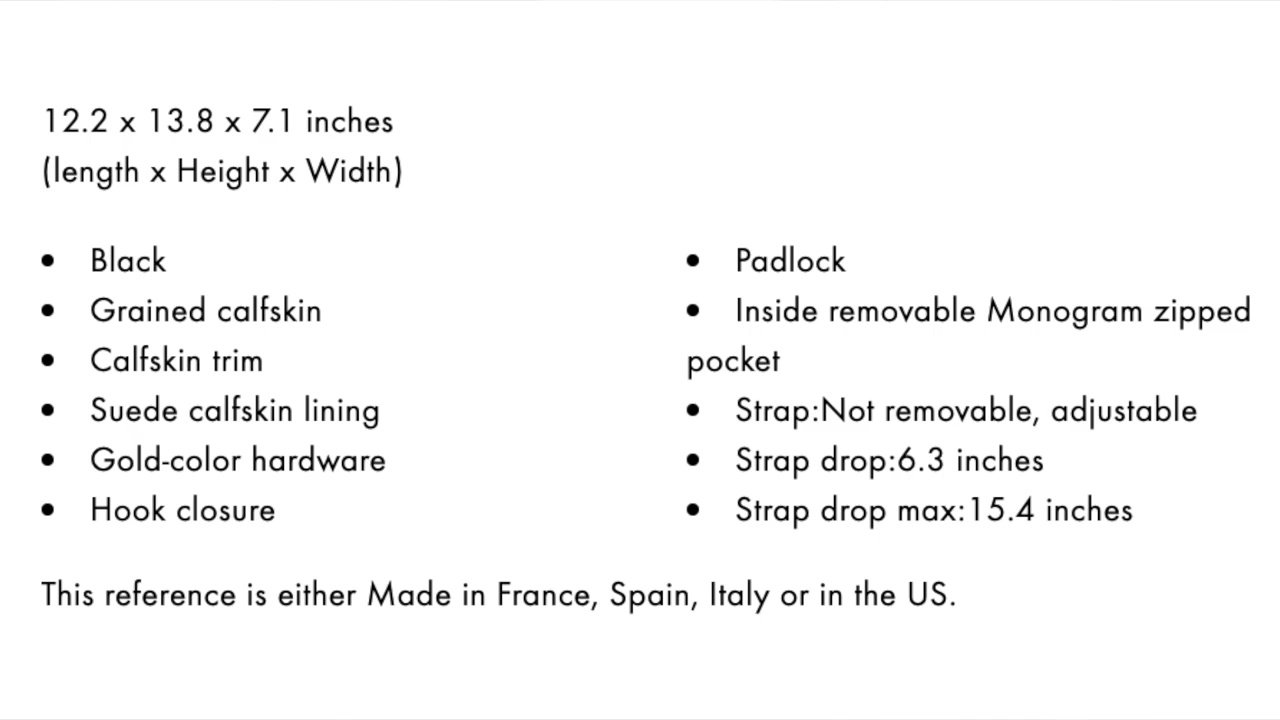 12.2 x 13.8 x 7.1 inches
(length x Height x Width)
• Black
• Grained calfskin
• Calfskin trim
• Suede calfskin lining
• Gold-color hardware
• Hook closure
• Padlock
• Inside removable Monogram zipped
pocket
• Strap:Not removable, adjustable
• Strap drop:6.3 inches
• Strap drop max:15.4 inches
This reference is either Made in France, Spain, Italy or in the US.